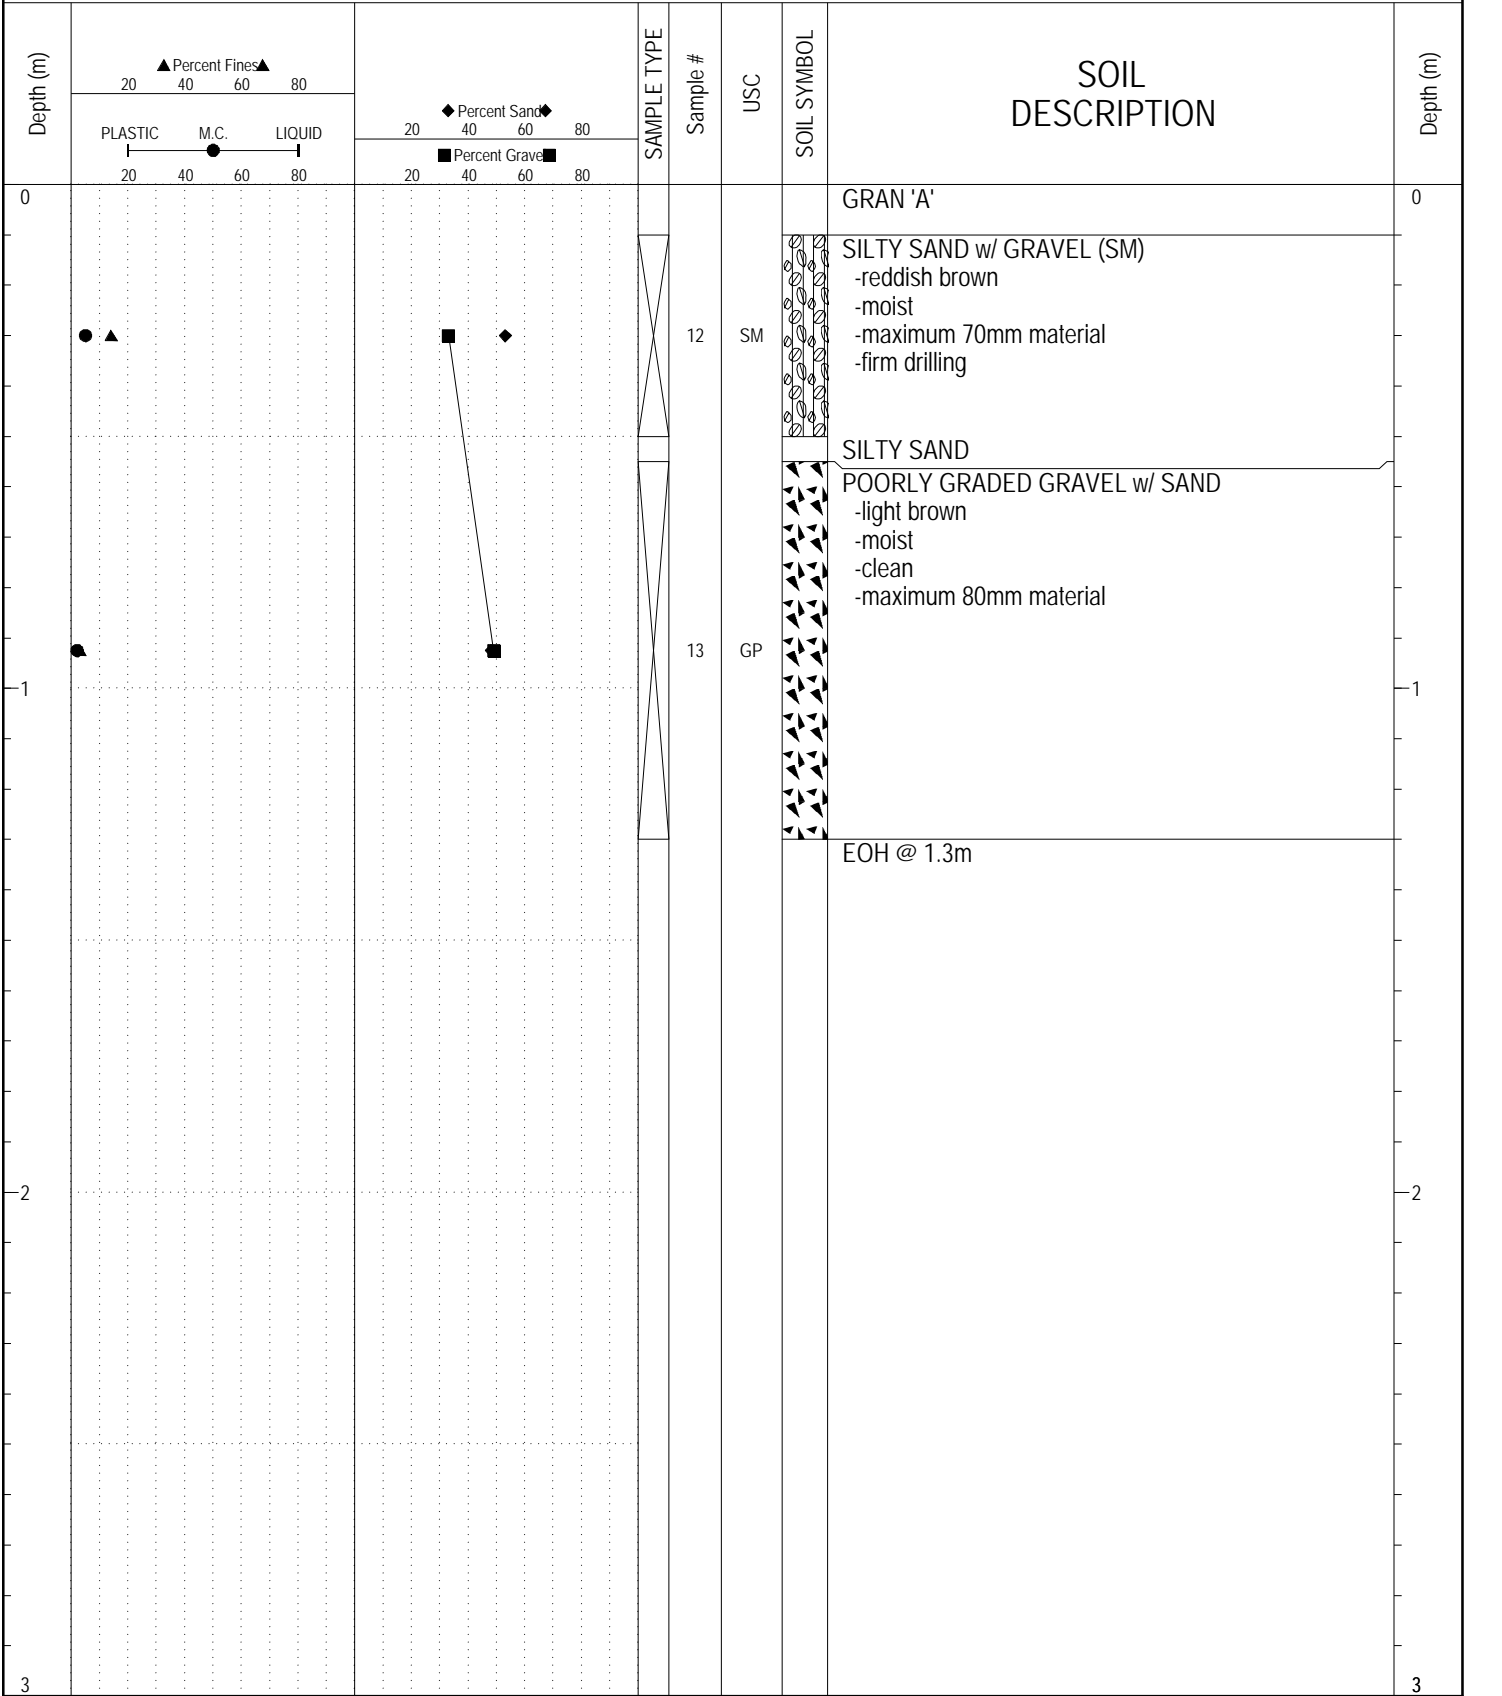 Depth (m)
Percent Fines
20 40 60 80
PLASTIC M.C. LIQUID
20 40 60 80
Percent Sand
20 40 60 80
Percent Grave
20 40 60 80
SAMPLE TYPE
Sample #
USC
SOIL SYMBOL
SOIL
DESCRIPTION
Depth (m)
0 GRAN 'A' 0
SILTY SAND w/ GRAVEL (SM)
-reddish brown
-moist
12 SM -maximum 70mm material
-firm drilling
SILTY SAND
POORLY GRADED GRAVEL w/ SAND
-light brown
-moist
-clean
-maximum 80mm material
13 GP
1 1
EOH @ 1.3m
2 2
3 3